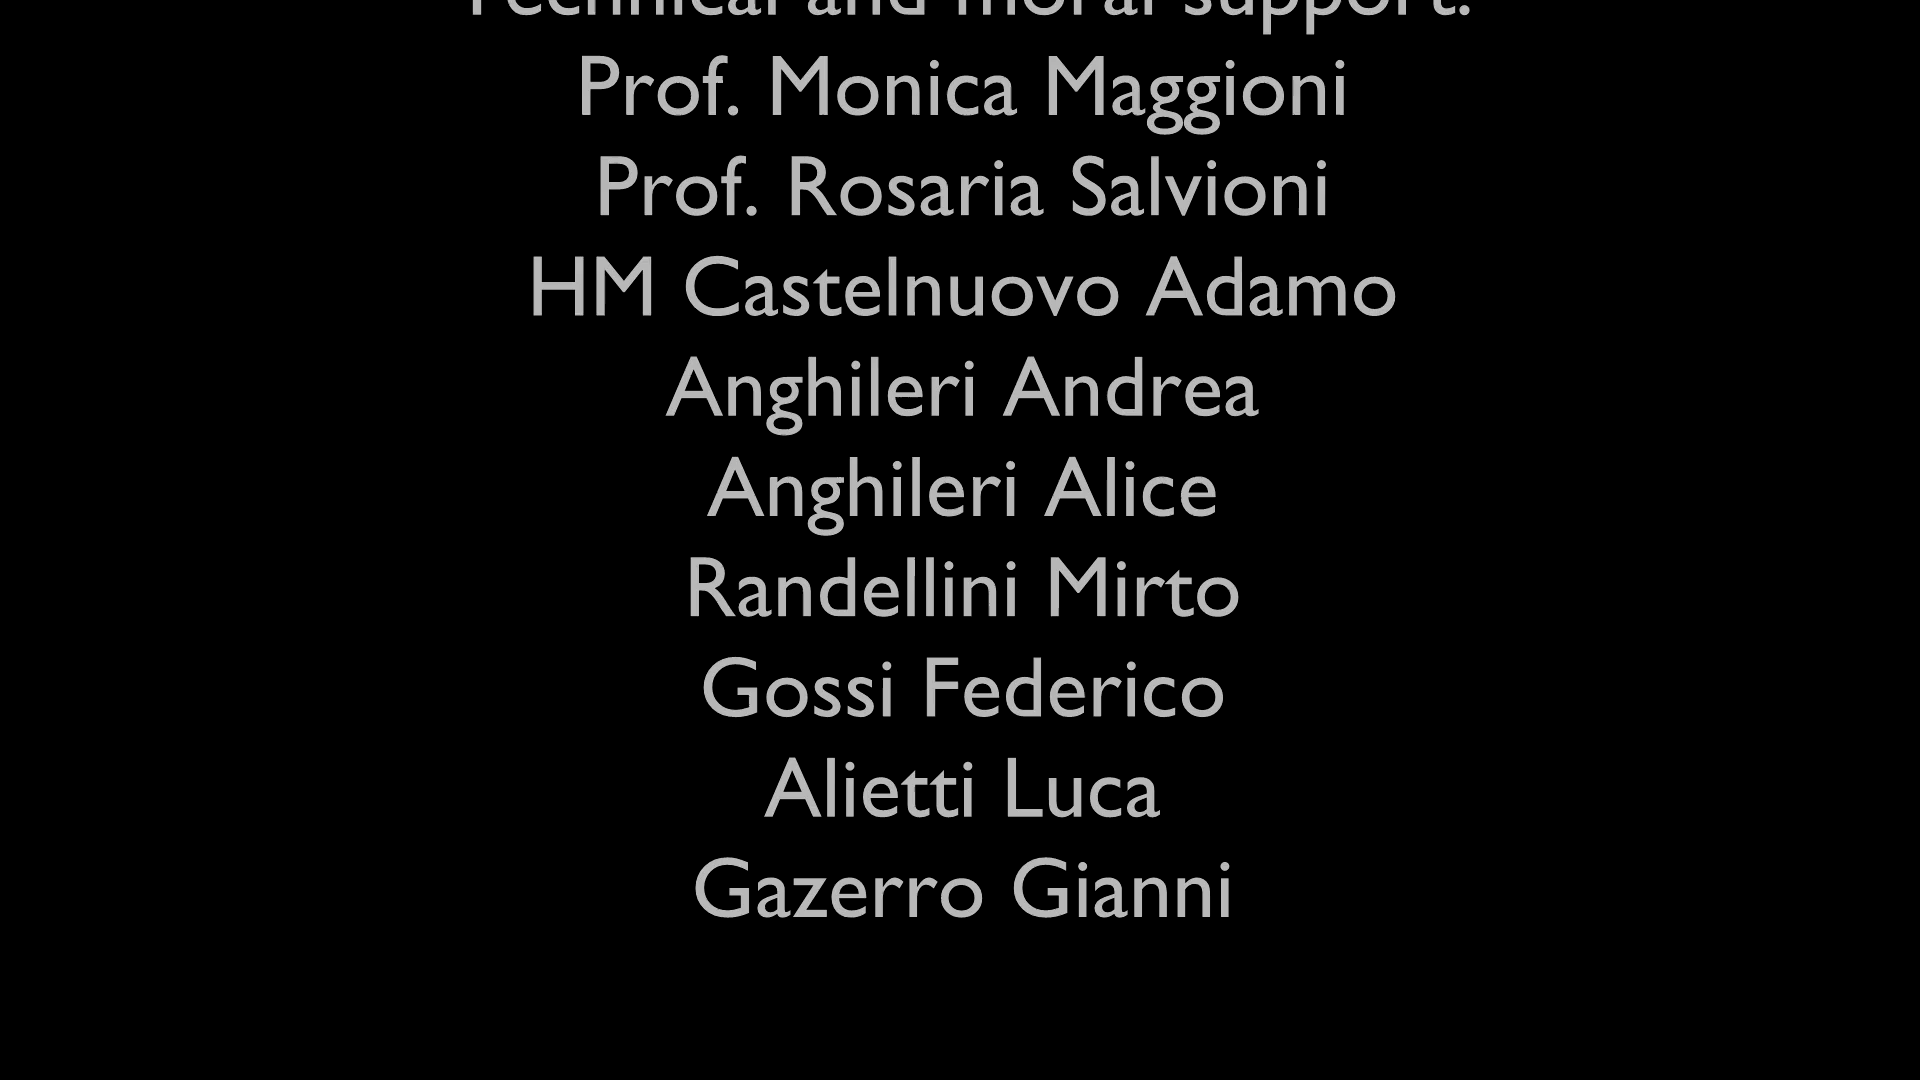 Technical and moral support:
Prof. Monica Maggioni
Prof. Rosaria Salvioni
HM Castelnuovo Adamo
Anghileri Andrea
Anghileri Alice
Randellini Mirto
Gossi Federico
Alietti Luca
Gazerro Gianni